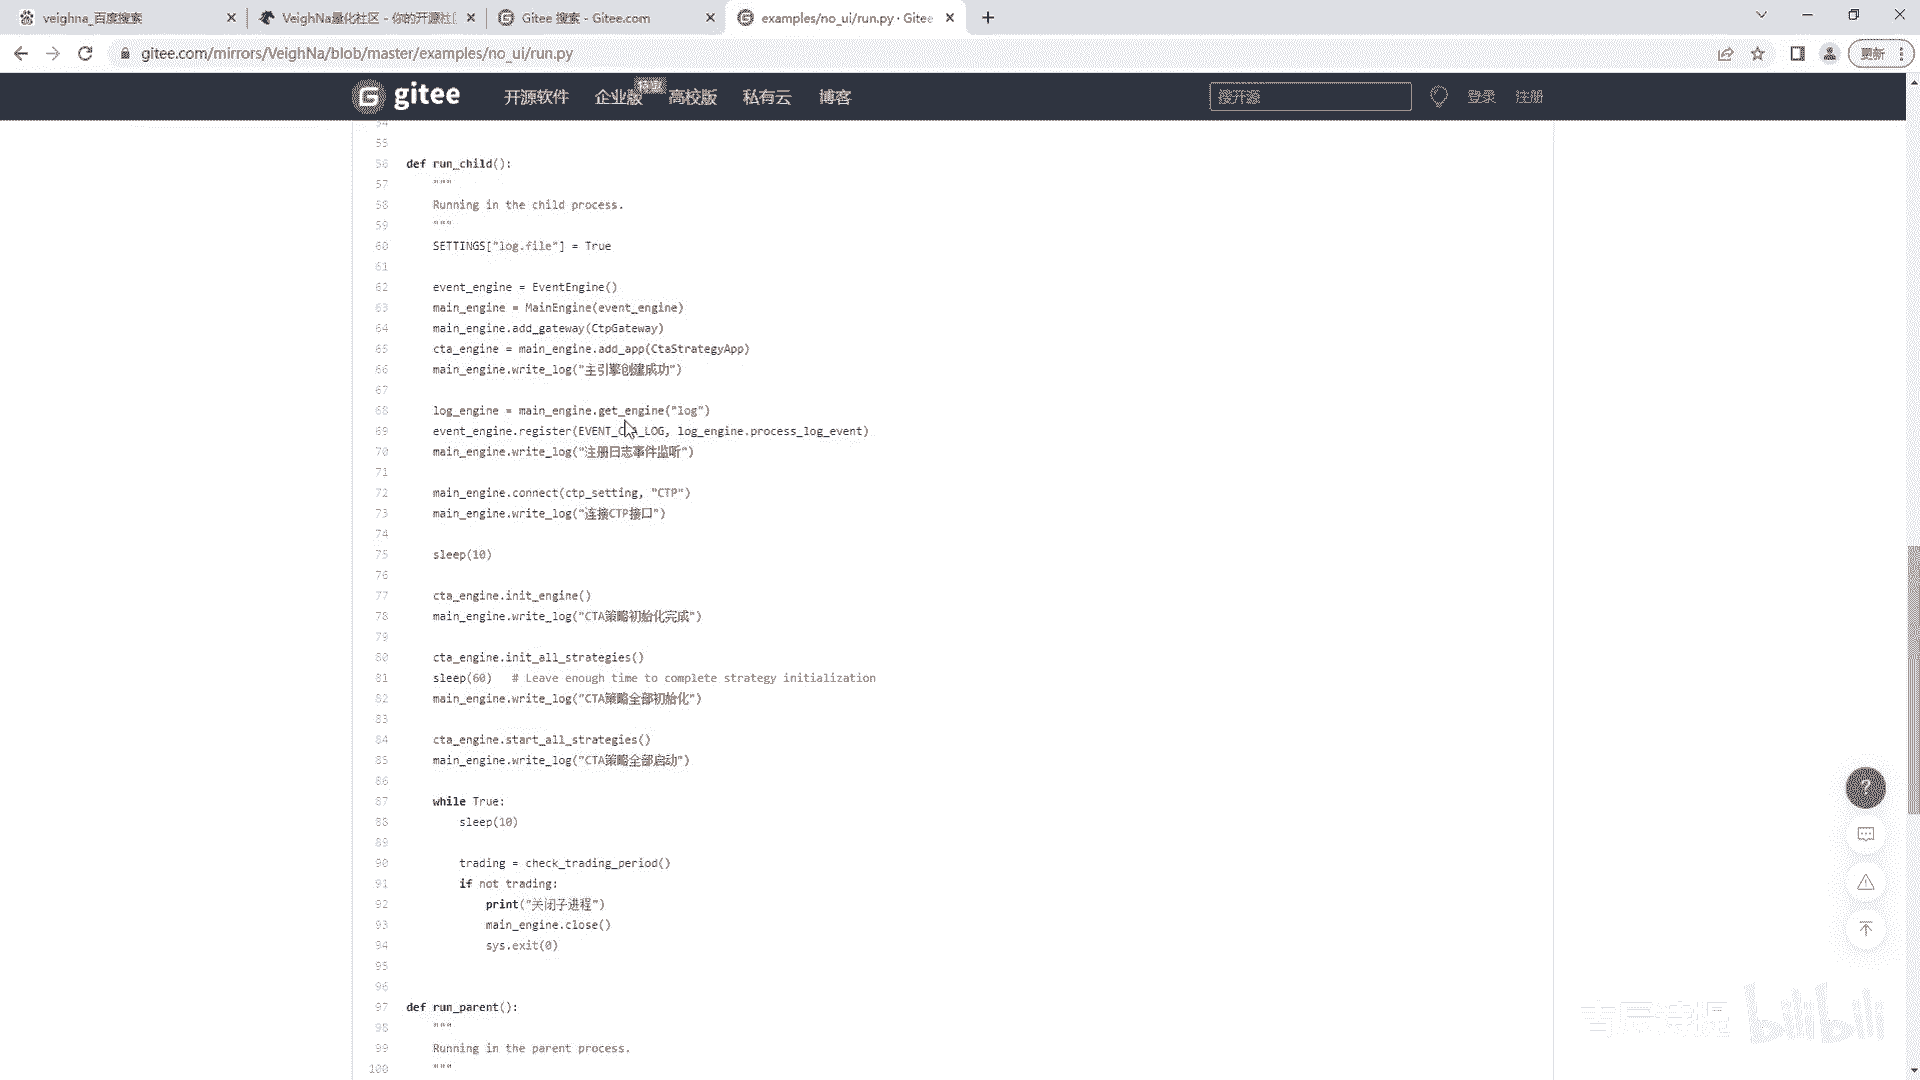 veighna_百度搜索
VeighNa量化社区 - 你的开源社区
Gitee 搜索 - Gitee.com
examples/no_ui/run.py · Gitee
gitee.com/mirrors/VeighNa/blob/master/examples/no_ui/run.py
更新
gitee 开源软件 企业版 特惠 高校版 私有云 博客 搜开源 登录 注册
54
55
56 def run_child():
57 """
58 Running in the child process.
59 """
60 SETTINGS["log.file"] = True
61
62 event_engine = EventEngine()
63 main_engine = MainEngine(event_engine)
64 main_engine.add_gateway(CtpGateway)
65 cta_engine = main_engine.add_app(CtaStrategyApp)
66 main_engine.write_log("主引擎创建成功")
67
68 log_engine = main_engine.get_engine("log")
69 event_engine.register(EVENT_CTA_LOG, log_engine.process_log_event)
70 main_engine.write_log("注册日志事件监听")
71
72 main_engine.connect(ctp_setting, "CTP")
73 main_engine.write_log("连接CTP接口")
74
75 sleep(10)
76
77 cta_engine.init_engine()
78 main_engine.write_log("CTA策略初始化完成")
79
80 cta_engine.init_all_strategies()
81 sleep(60) # Leave enough time to complete strategy initialization
82 main_engine.write_log("CTA策略全部初始化")
83
84 cta_engine.start_all_strategies()
85 main_engine.write_log("CTA策略全部启动")
86
87 while True:
88 sleep(10)
89
90 trading = check_trading_period()
91 if not trading:
92 print("关闭子进程")
93 main_engine.close()
94 sys.exit(0)
95
96
97 def run_parent():
98 """
99 Running in the parent process.
100 """
bilibili